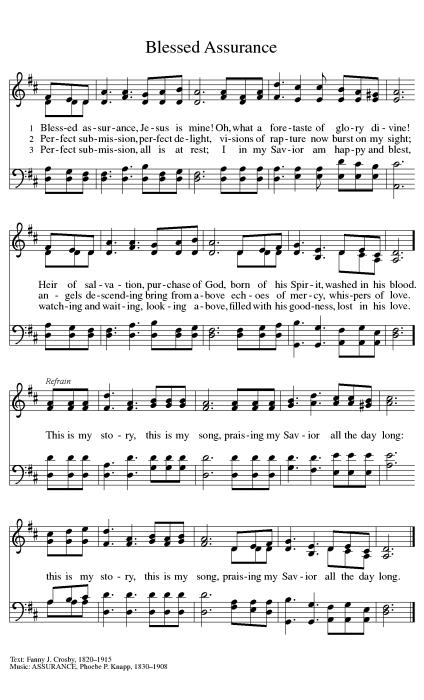 Blessed Assurance
1 Bless-ed as-sur-ance, Je-sus is mine! Oh, what a fore-taste of glo-ry di-vine!
2 Per-fect sub-mis-sion, per-fect de-light, vi-sions of rap-ture now burst on my sight;
3 Per-fect sub-mis-sion, all is at rest; I in my Sav-ior am hap-py and blest,
Heir of sal-va-tion, pur-chase of God, born of his Spir-it, washed in his blood.
an-gels de-scend-ing bring from a-bove ech-oes of mer-cy, whis-pers of love.
watch-ing and wait-ing, look-ing a-bove, filled with his good-ness, lost in his love.
Refrain
This is my sto-ry, this is my song, prais-ing my Sav-ior all the day long:
this is my sto-ry, this is my song, prais-ing my Sav-ior all the day long.
Text: Fanny J. Crosby, 1820–1915
Music: ASSURANCE, Phoebe P. Knapp, 1830–1908